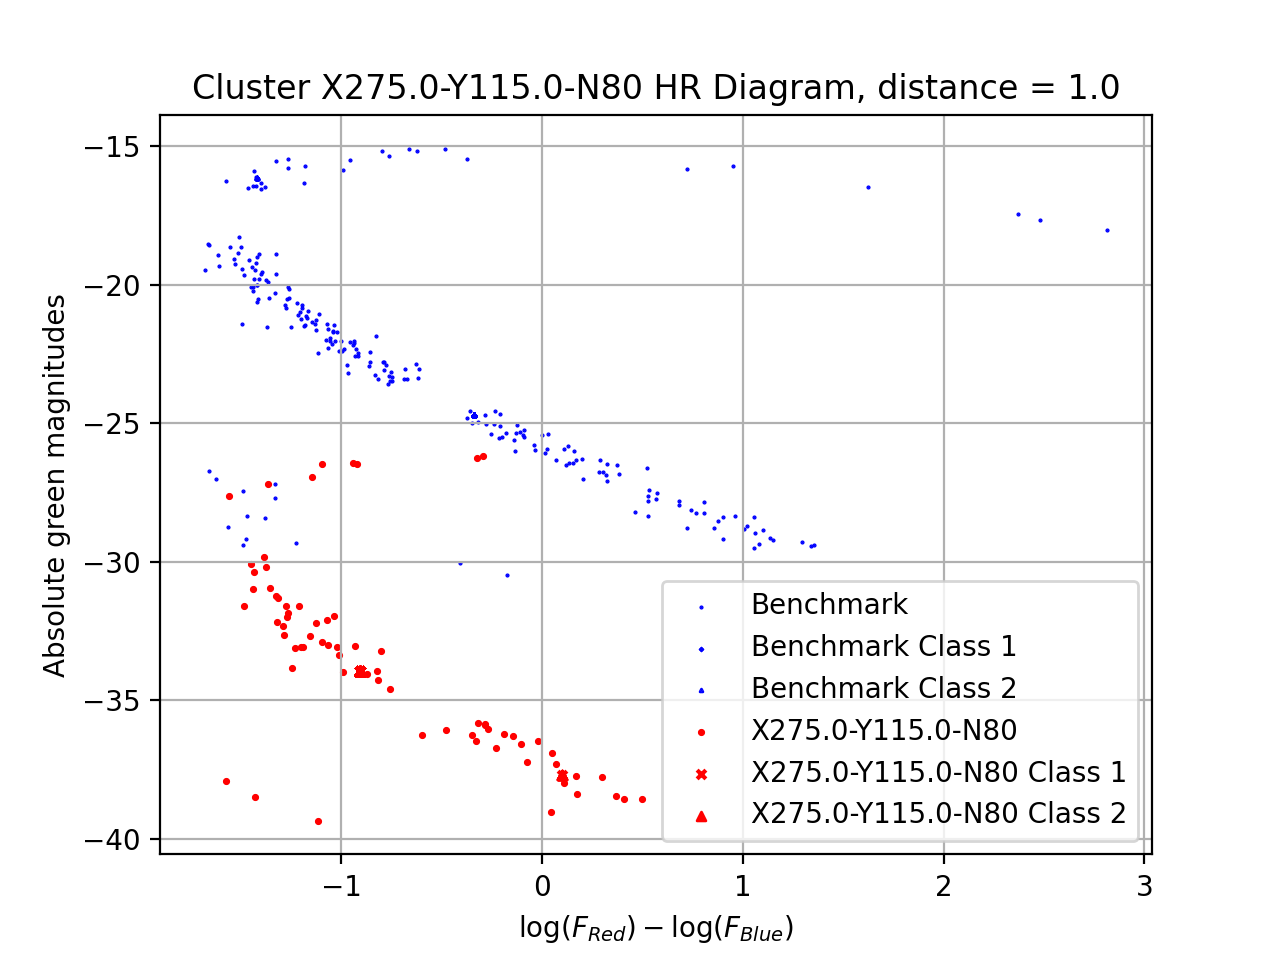 Cluster X275.0-Y115.0-N80 HR Diagram, distance = 1.0
Absolute green magnitudes
−15
−20
−25
−30
−35
−40
Benchmark
Benchmark Class 1
Benchmark Class 2
X275.0-Y115.0-N80
X275.0-Y115.0-N80 Class 1
X275.0-Y115.0-N80 Class 2
−1 0 1 2 3
log(F_Red) − log(F_Blue)